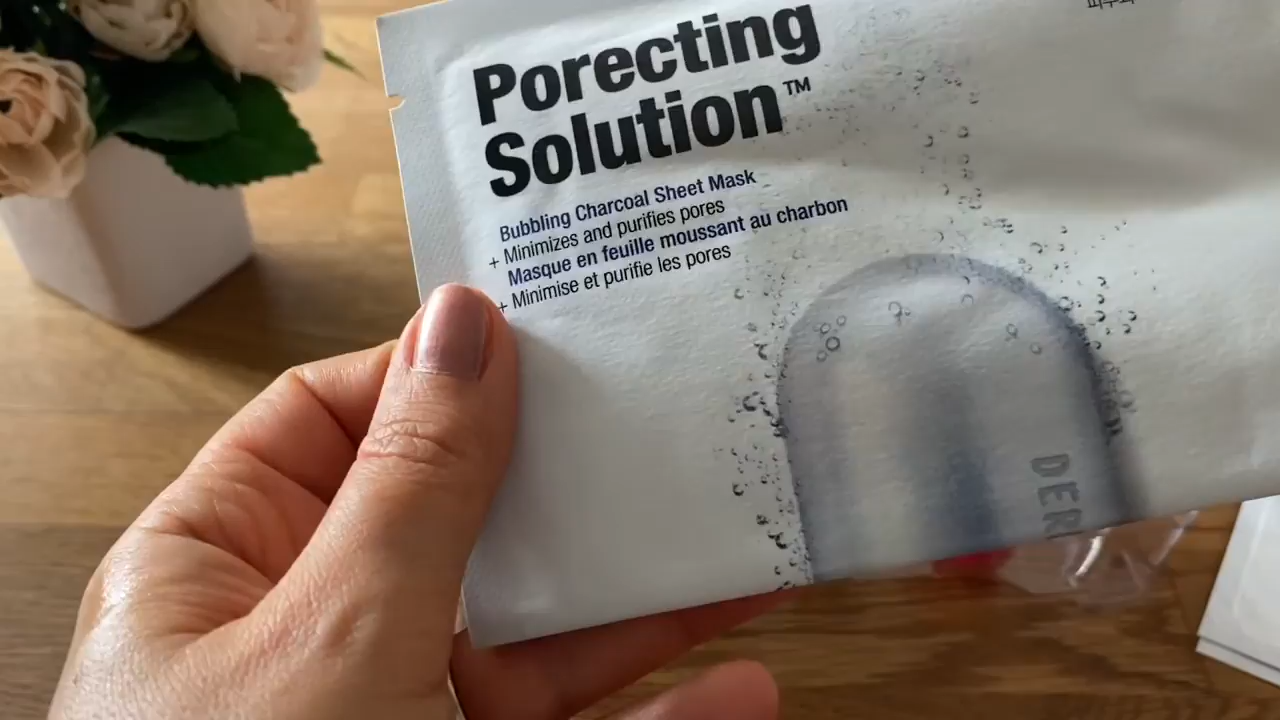 Porecting
Solution™
Bubbling Charcoal Sheet Mask
+ Minimizes and purifies pores
Masque en feuille moussant au charbon
+ Minimise et purifie les pores
DER